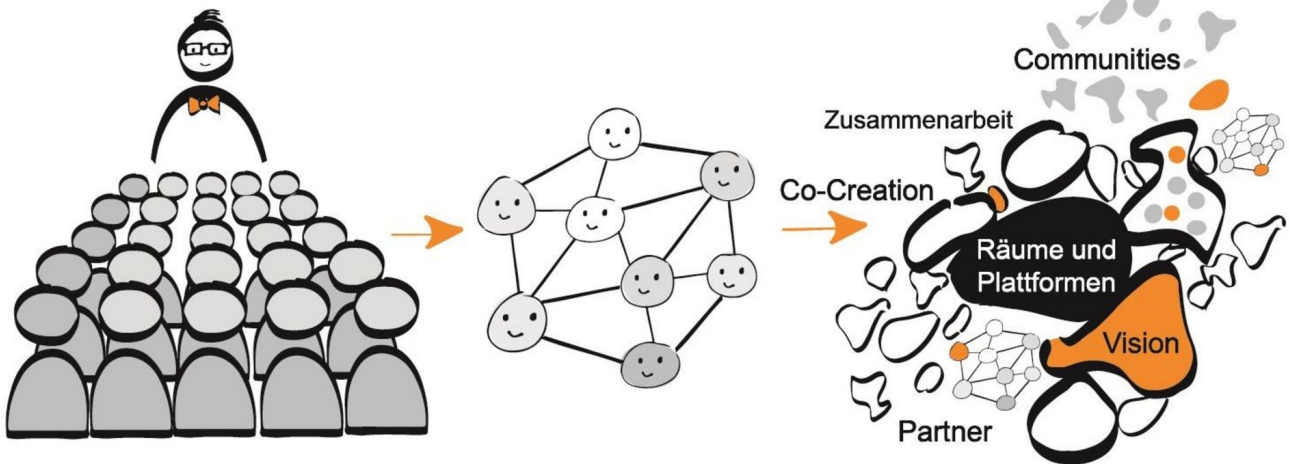 Communities
Zusammenarbeit
Co-Creation
Räume und
Plattformen
Vision
Partner